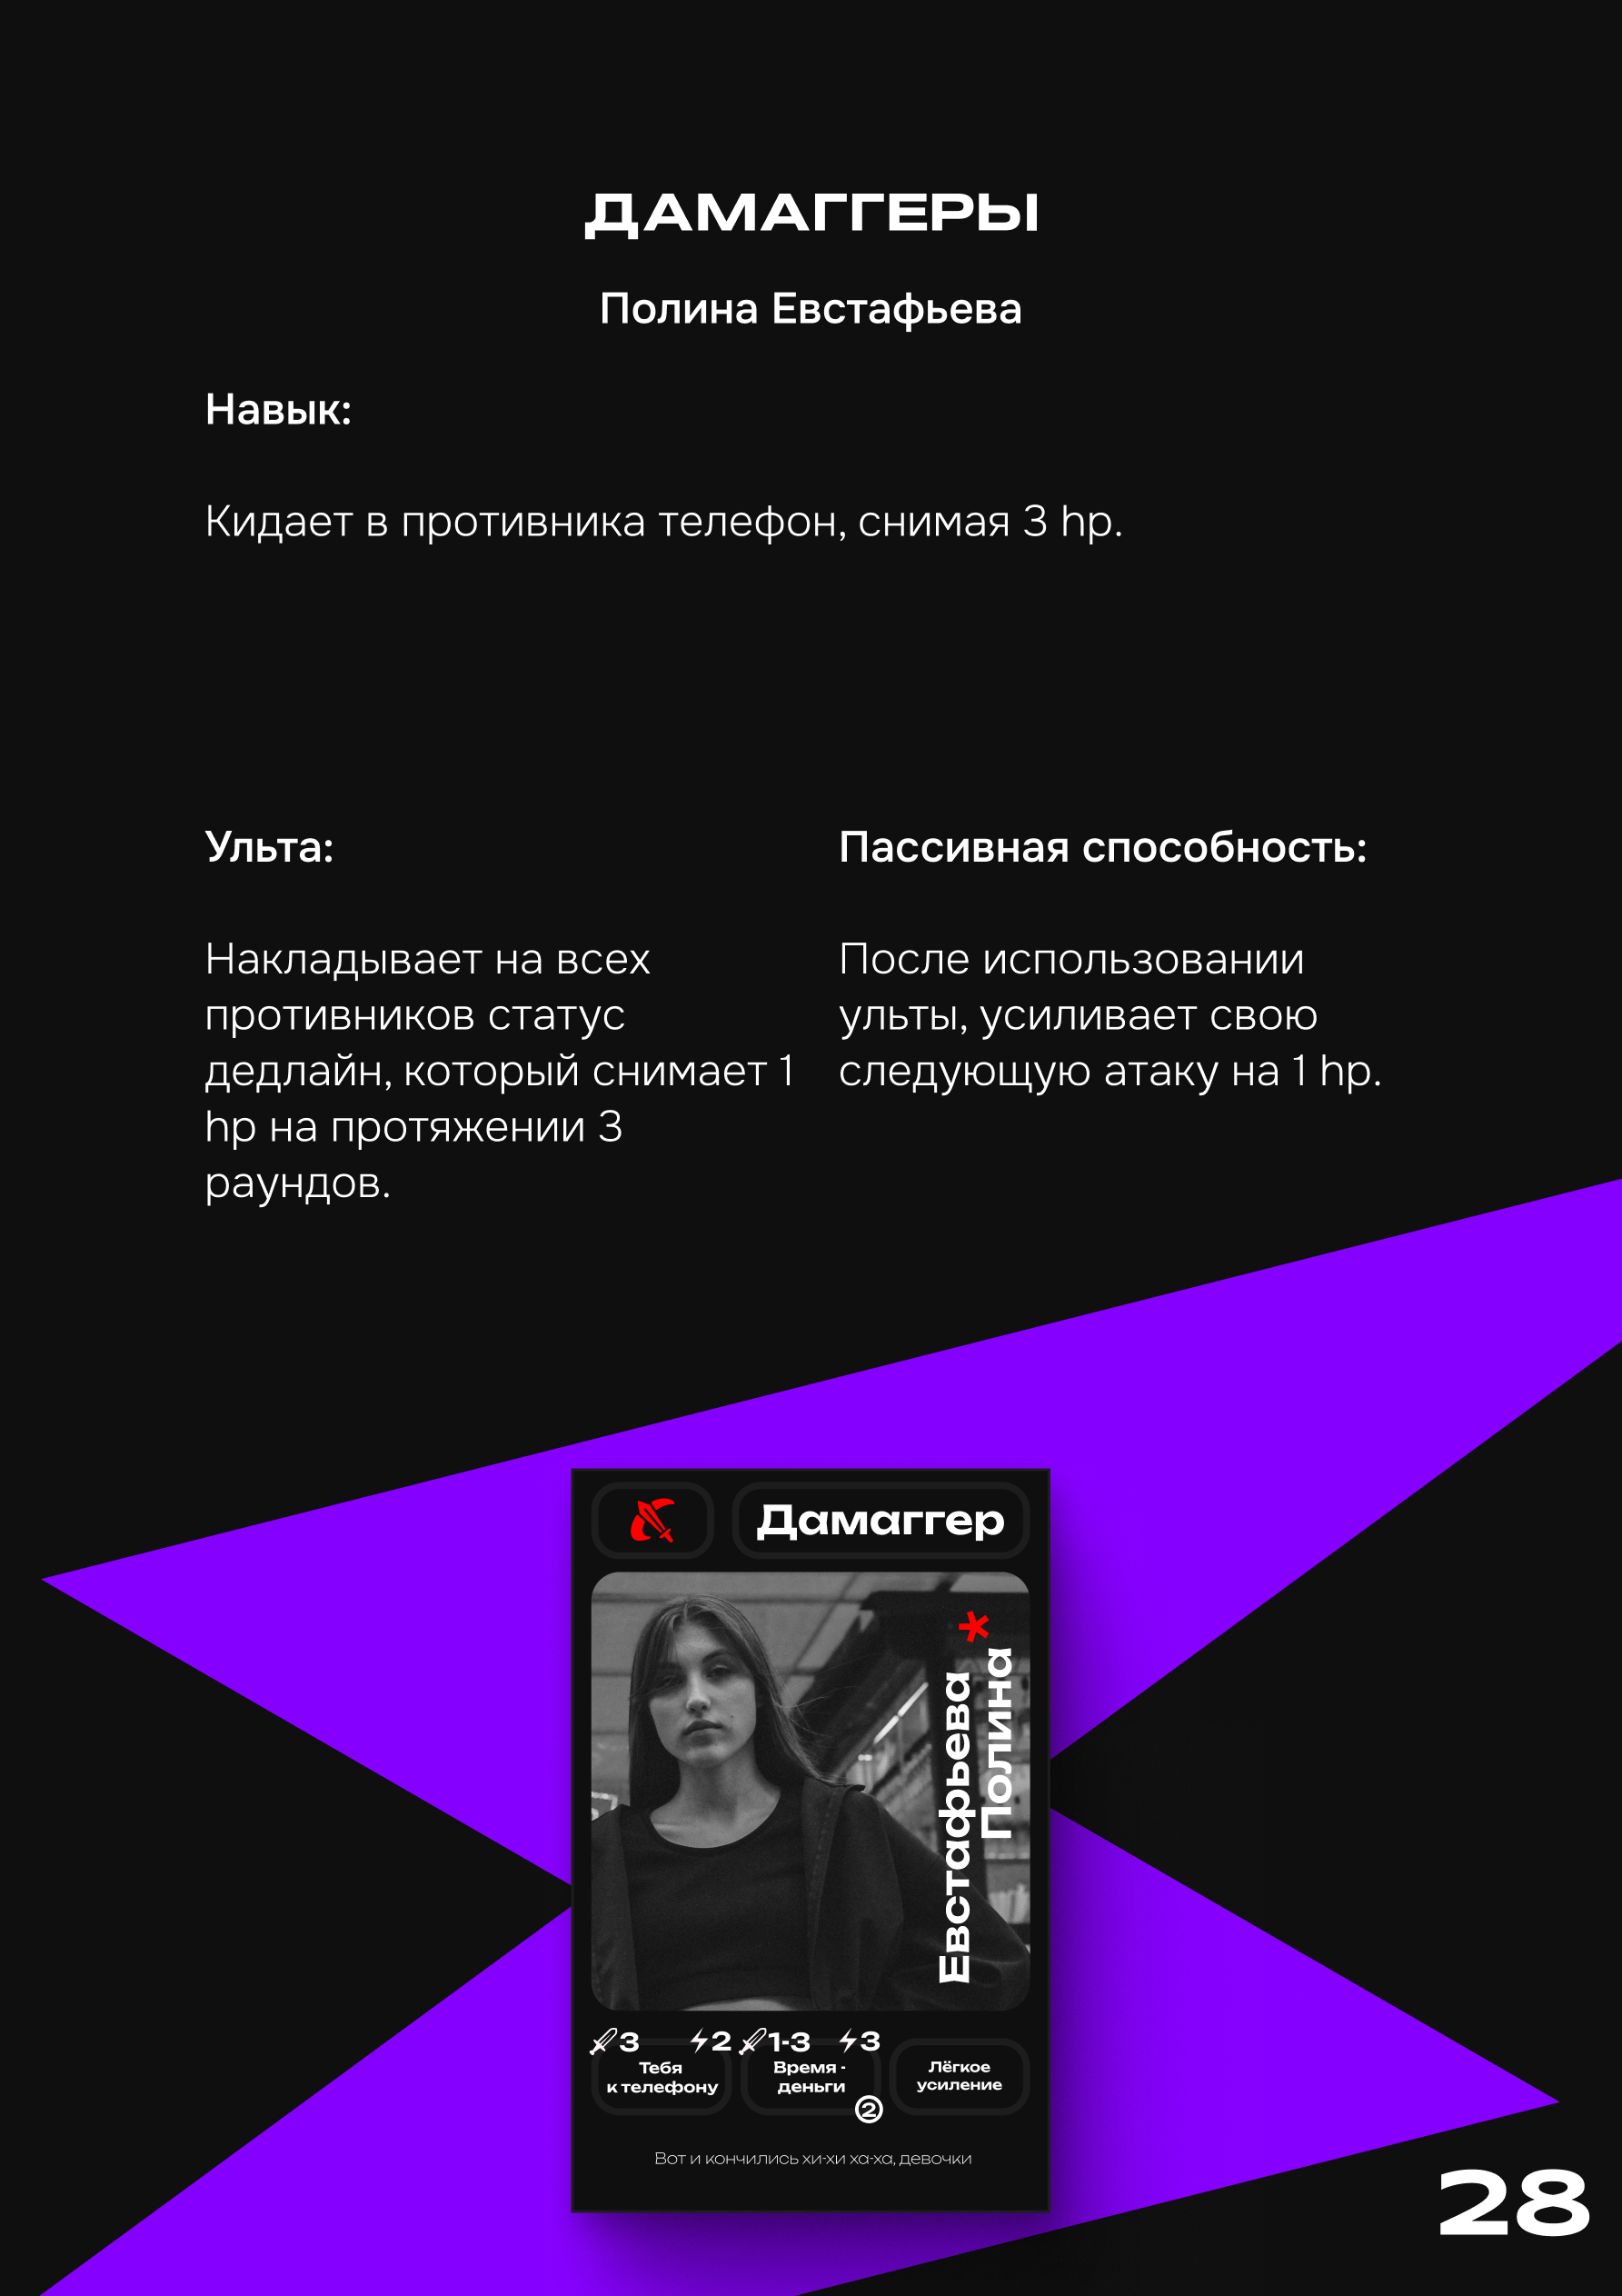 ДАМАГГЕРЫ
Полина Евстафьева
Навык:
Кидает в противника телефон, снимая 3 hp.
Ульта:
Накладывает на всех
противников статус
дедлайн, который снимает 1
hp на протяжении 3
раундов.
Пассивная способность:
После использовании
ульты, усиливает свою
следующую атаку на 1 hp.
Дамаггер
Евстафьева
Полина
3
2
Тебя
к телефону
1-3
3
Время -
деньги
2
Лёгкое
усиление
Вот и кончились хи-хи ха-ха, девочки
28